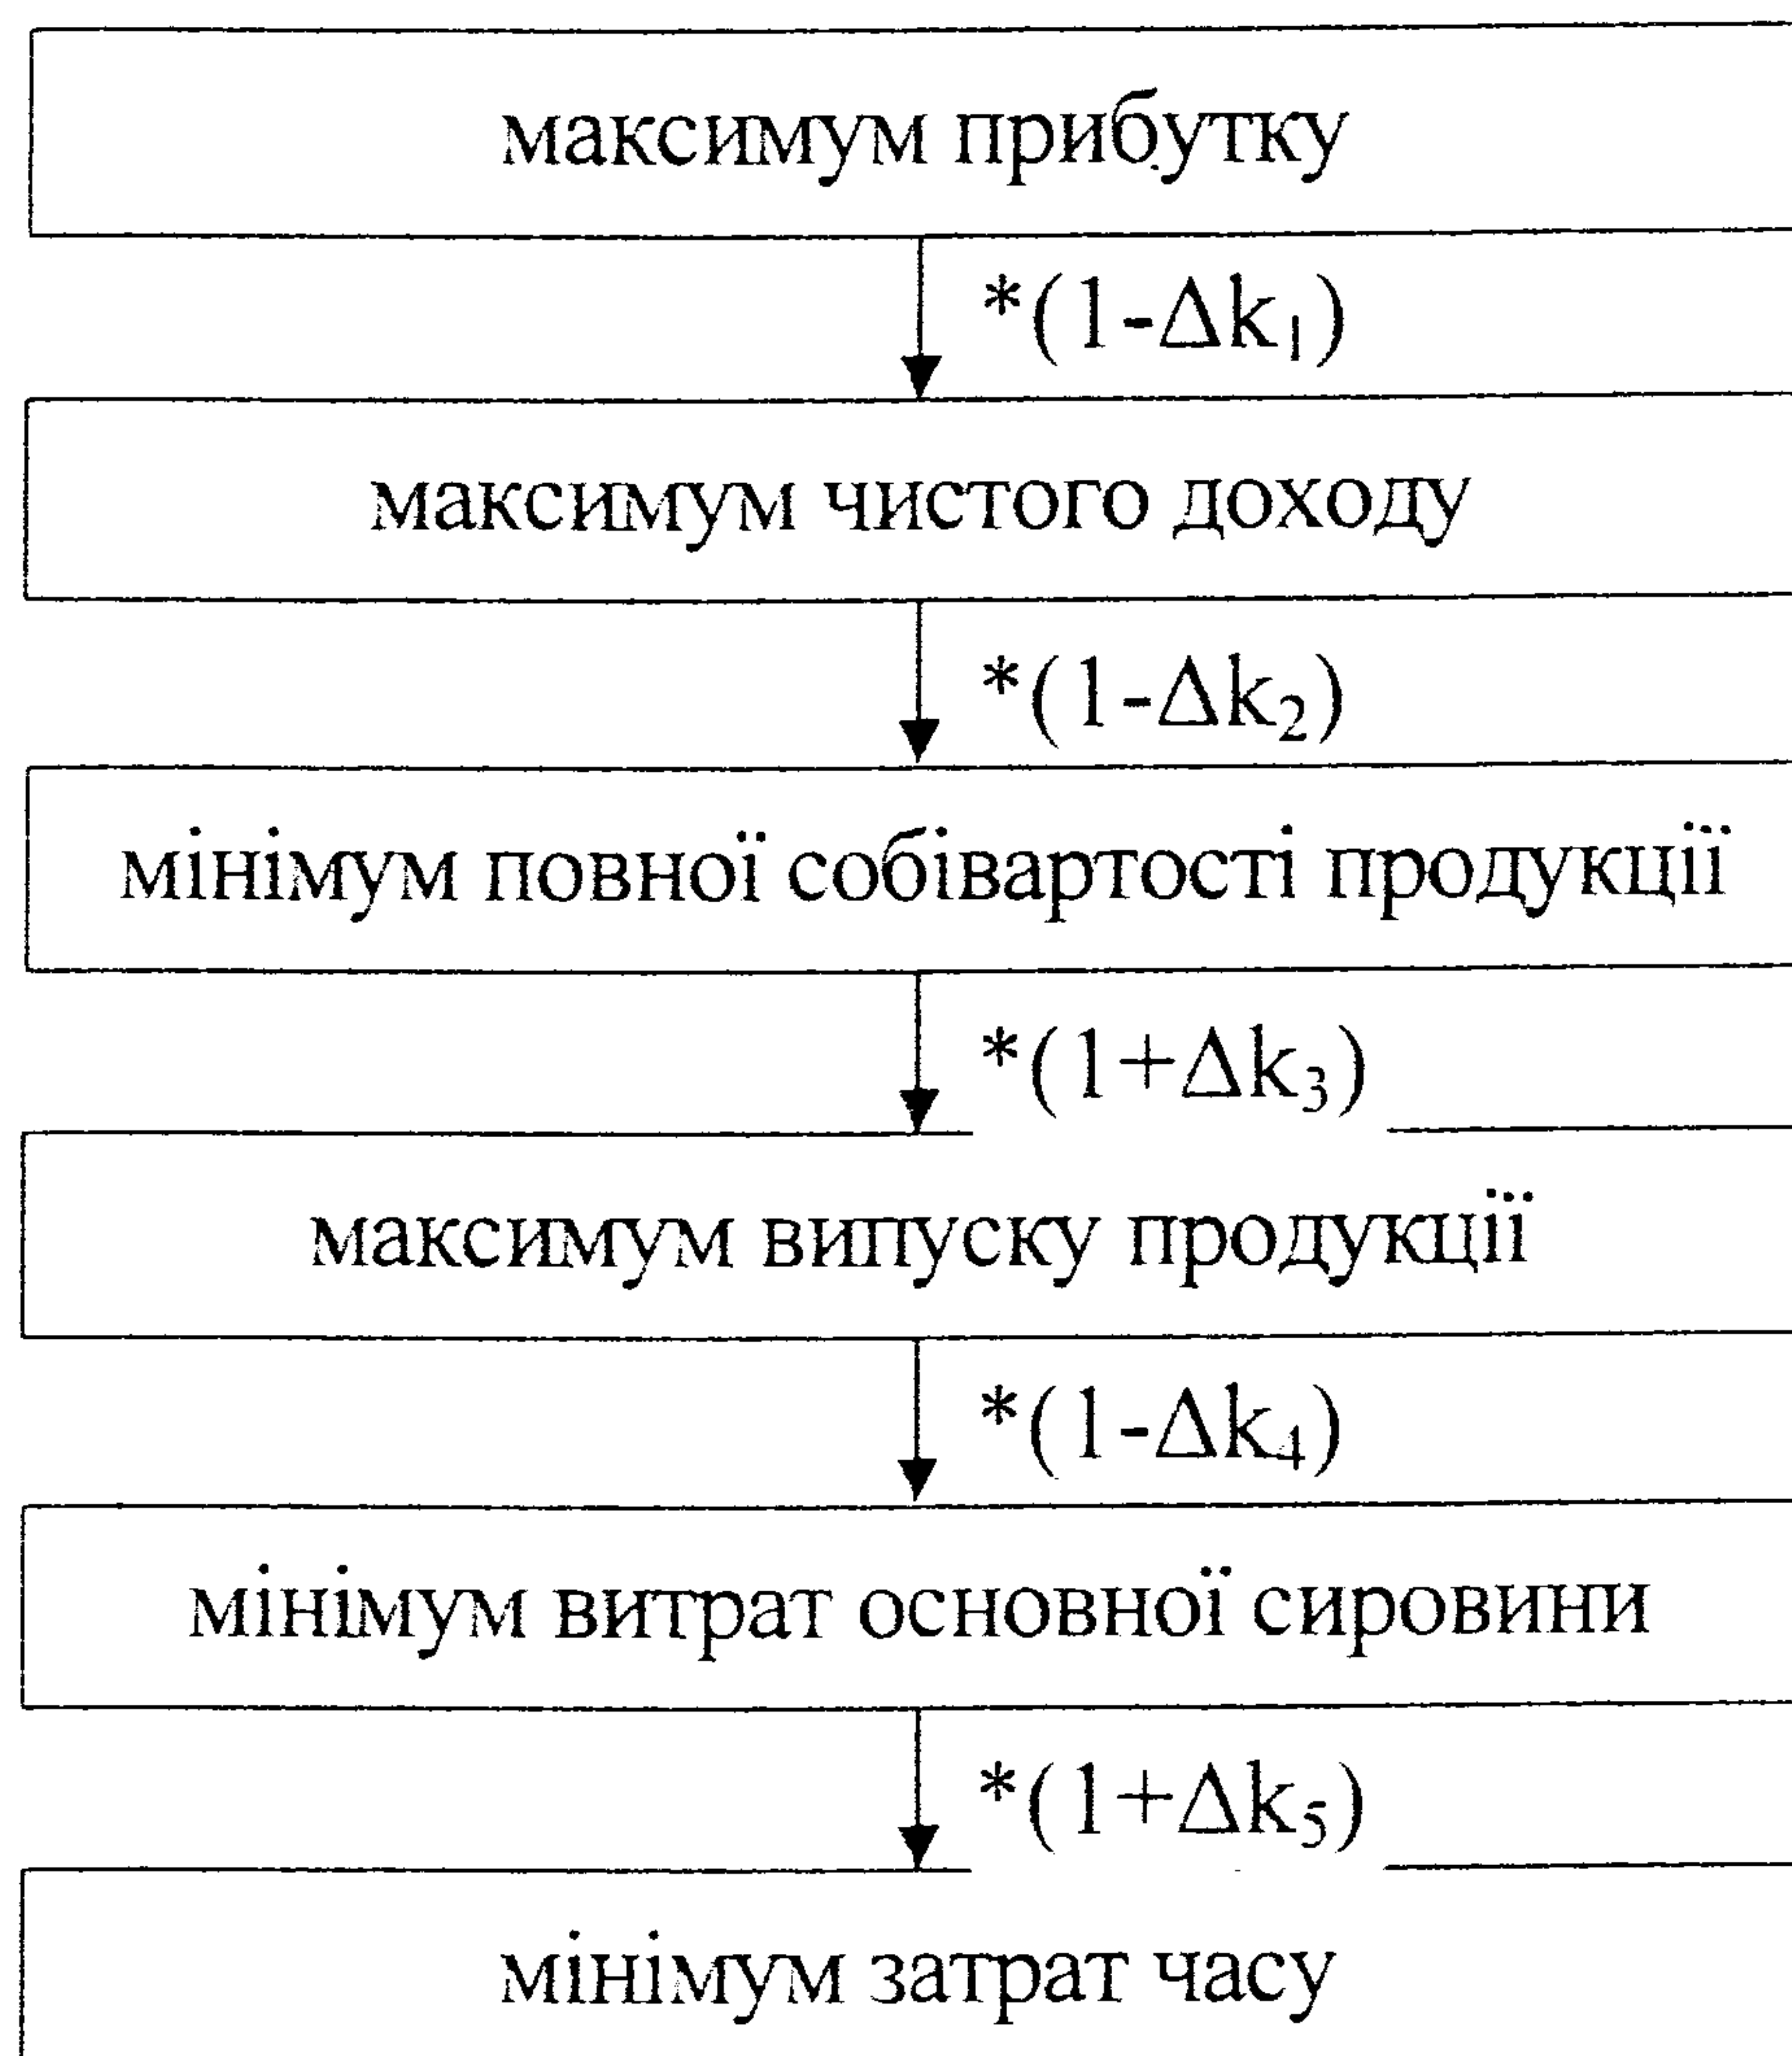 максимум прибутку
*(1-Δk₁)
максимум чистого доходу
*(1-Δk₂)
мінімум повної собівартості продукції
*(1+Δk₃)
максимум випуску продукції
*(1-Δk₄)
мінімум витрат основної сировини
*(1+Δk₅)
мінімум затрат часу